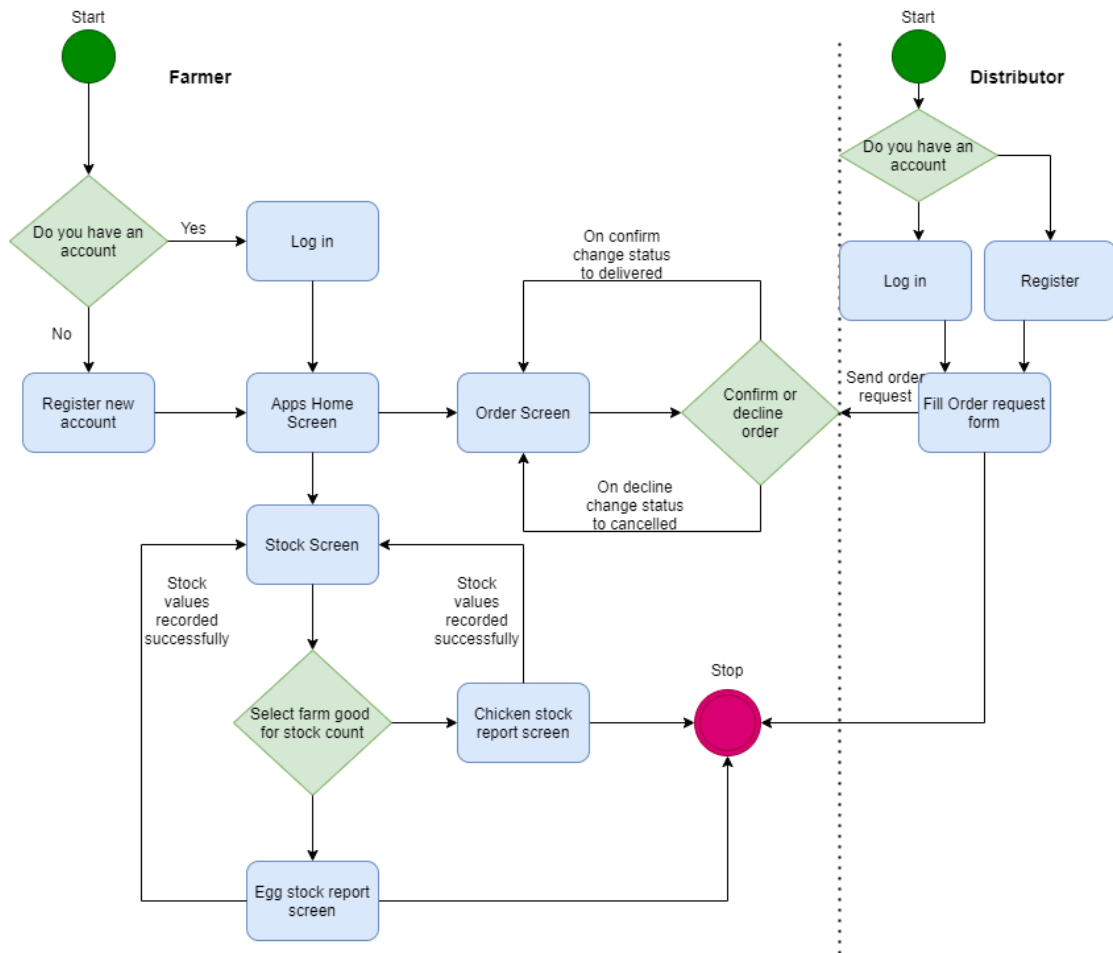 Start
Start
Farmer
Distributor
Do you have an
account
Yes
Log in
On confirm
change status
to delivered
Do you have an
account
Log in
Register
No
Register new
account
Apps Home
Screen
Order Screen
Confirm or
decline
order
Send order
request
Fill Order request
form
On decline
change status
to cancelled
Stock Screen
Stock
values
recorded
successfully
Stock
values
recorded
successfully
Select farm good
for stock count
Chicken stock
report screen
Stop
Egg stock report
screen